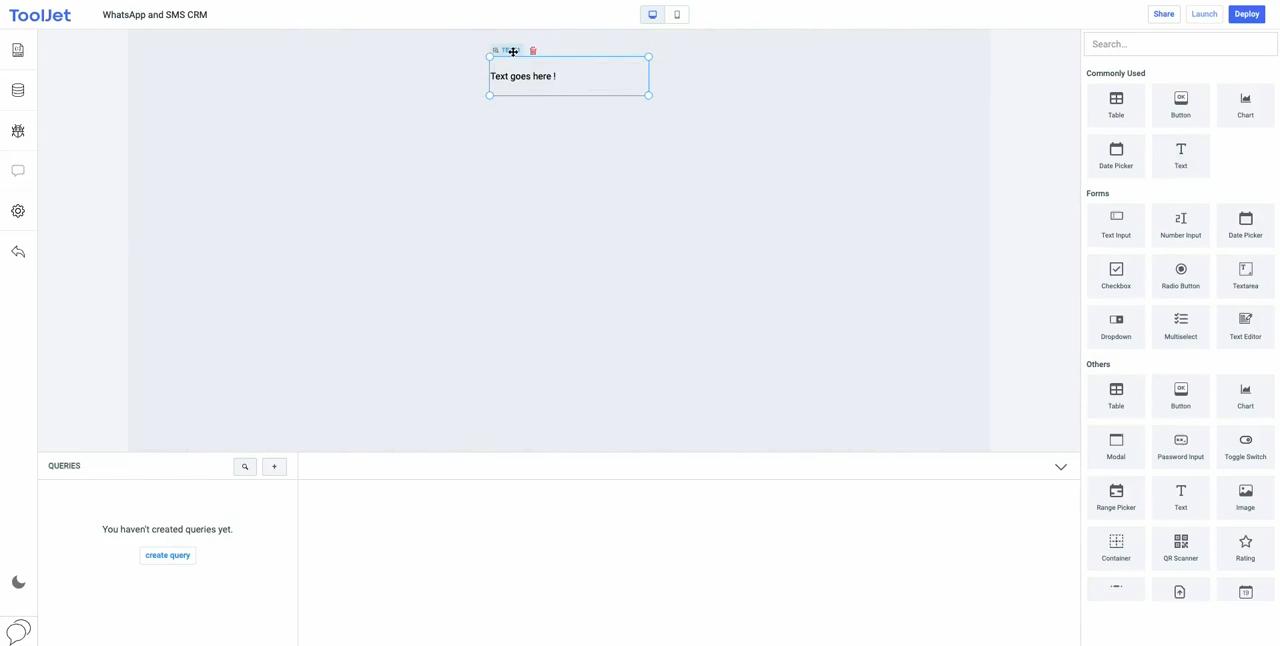 ToolJet
WhatsApp and SMS CRM
Share
Launch
Deploy
Text goes here !
Search...
Commonly Used
Table
OK
Button
Chart
Date Picker
Text
Forms
Text Input
Number Input
Date Picker
Checkbox
Radio Button
Textarea
Dropdown
Multiselect
Text Editor
Others
Table
OK
Button
Chart
Modal
Password Input
Toggle Switch
Range Picker
Text
Image
Container
QR Scanner
Rating
19
QUERIES
+
You haven't created queries yet.
create query